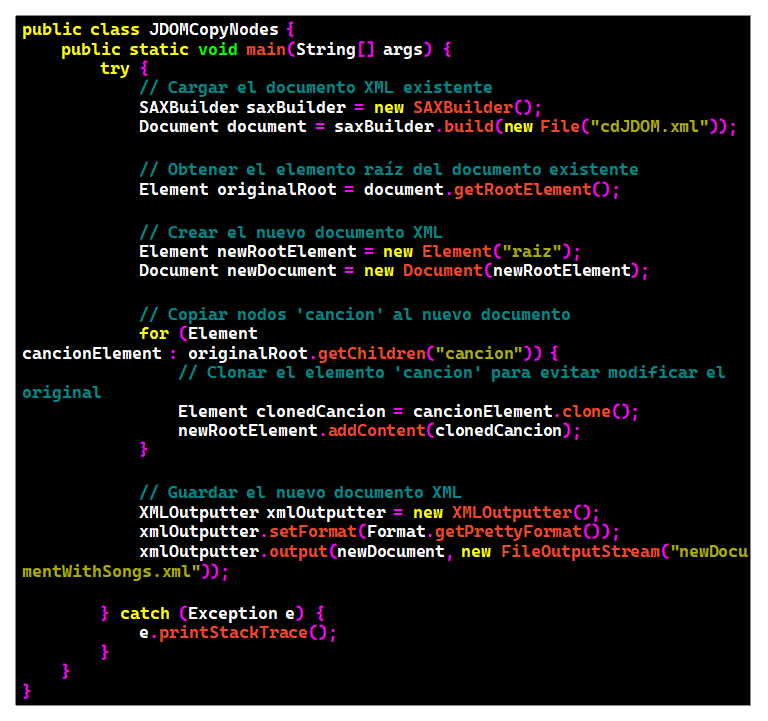 public class JDOMCopyNodes {
    public static void main(String[] args) {
        try {
            // Cargar el documento XML existente
            SAXBuilder saxBuilder = new SAXBuilder();
            Document document = saxBuilder.build(new File("cdJDOM.xml"));

            // Obtener el elemento raíz del documento existente
            Element originalRoot = document.getRootElement();

            // Crear el nuevo documento XML
            Element newRootElement = new Element("raiz");
            Document newDocument = new Document(newRootElement);

            // Copiar nodos 'cancion' al nuevo documento
            for (Element
cancionElement : originalRoot.getChildren("cancion")) {
                // Clonar el elemento 'cancion' para evitar modificar el
original
                Element clonedCancion = cancionElement.clone();
                newRootElement.addContent(clonedCancion);
            }

            // Guardar el nuevo documento XML
            XMLOutputter xmlOutputter = new XMLOutputter();
            xmlOutputter.setFormat(Format.getPrettyFormat());
            xmlOutputter.output(newDocument, new FileOutputStream("newDocu
mentWithSongs.xml"));

        } catch (Exception e) {
            e.printStackTrace();
        }
    }
}